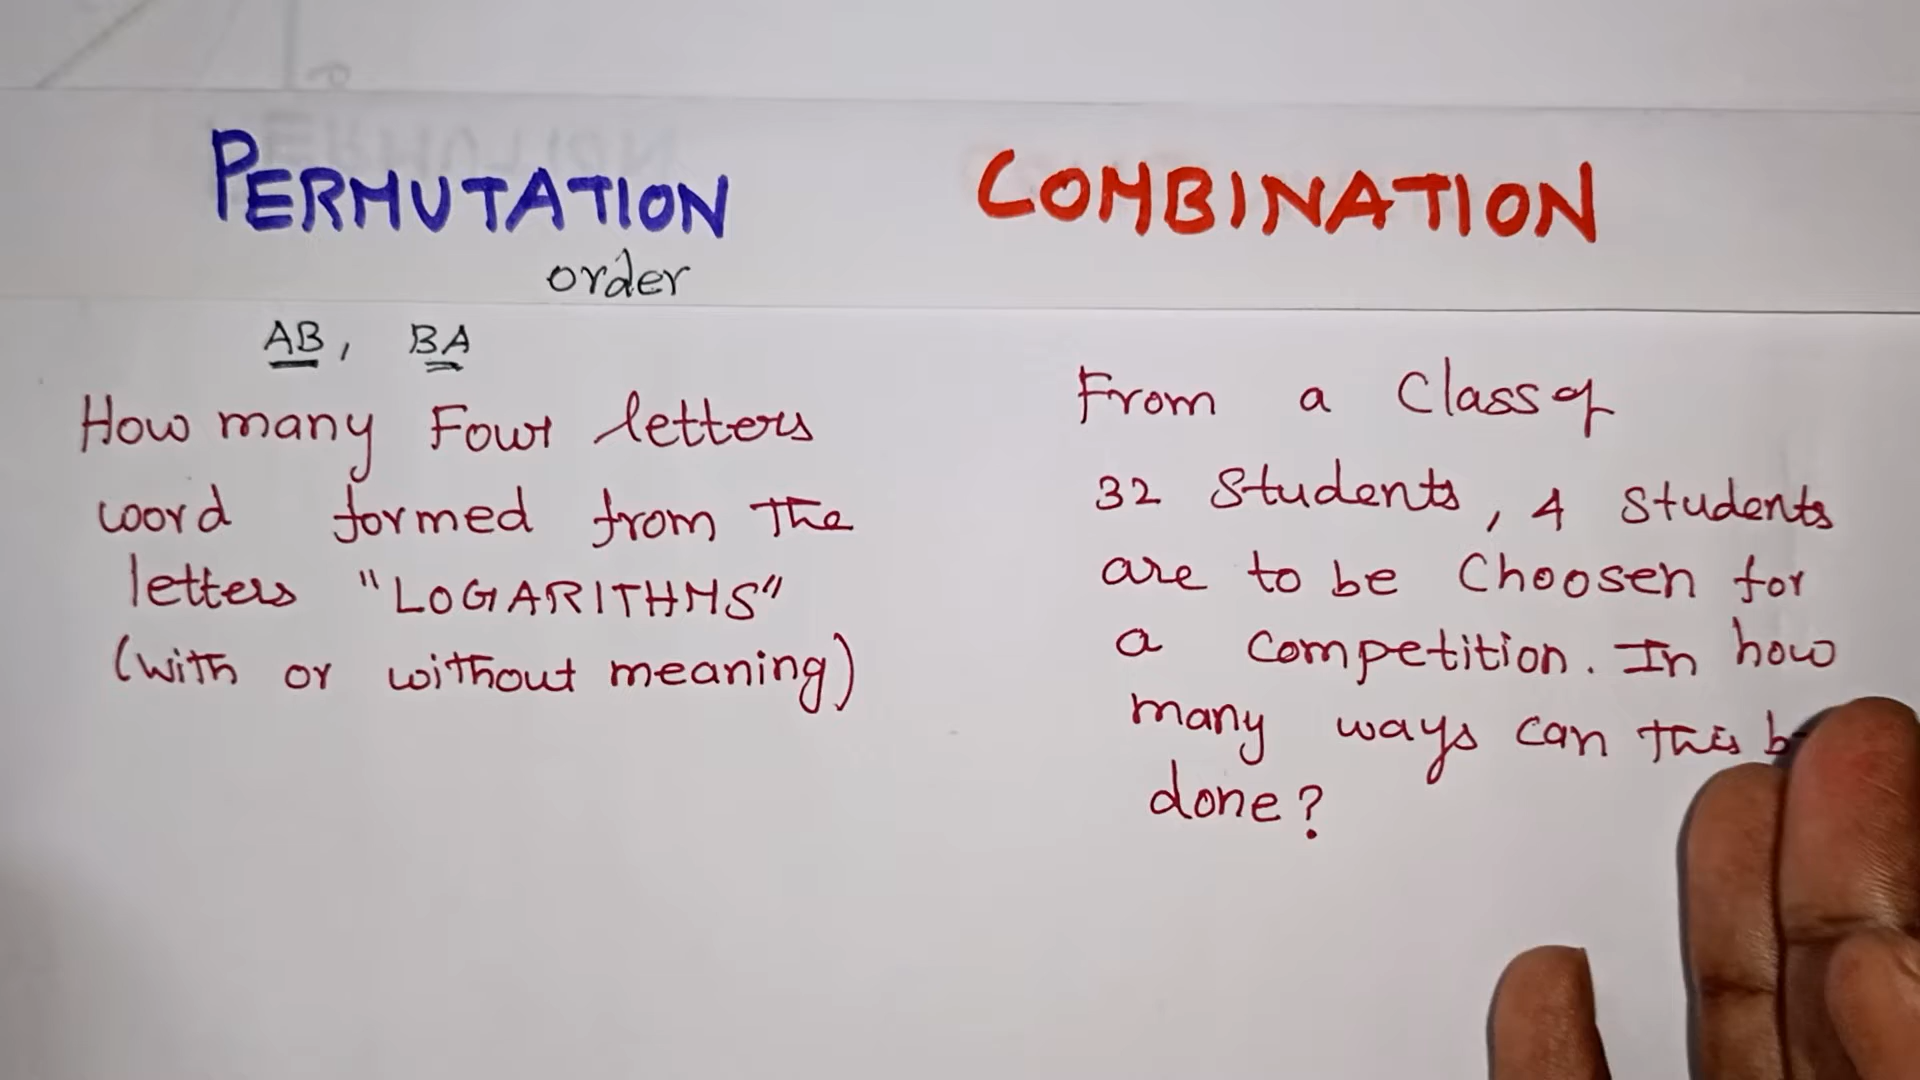 PERMUTATION
order
AB, BA
How many Four letters
word formed from the
letters "LOGARITHMS"
(with or without meaning)
COMBINATION
From a Class of
32 Students, 4 students
are to be Choosen for
a competition. In how
many ways can this b
done?